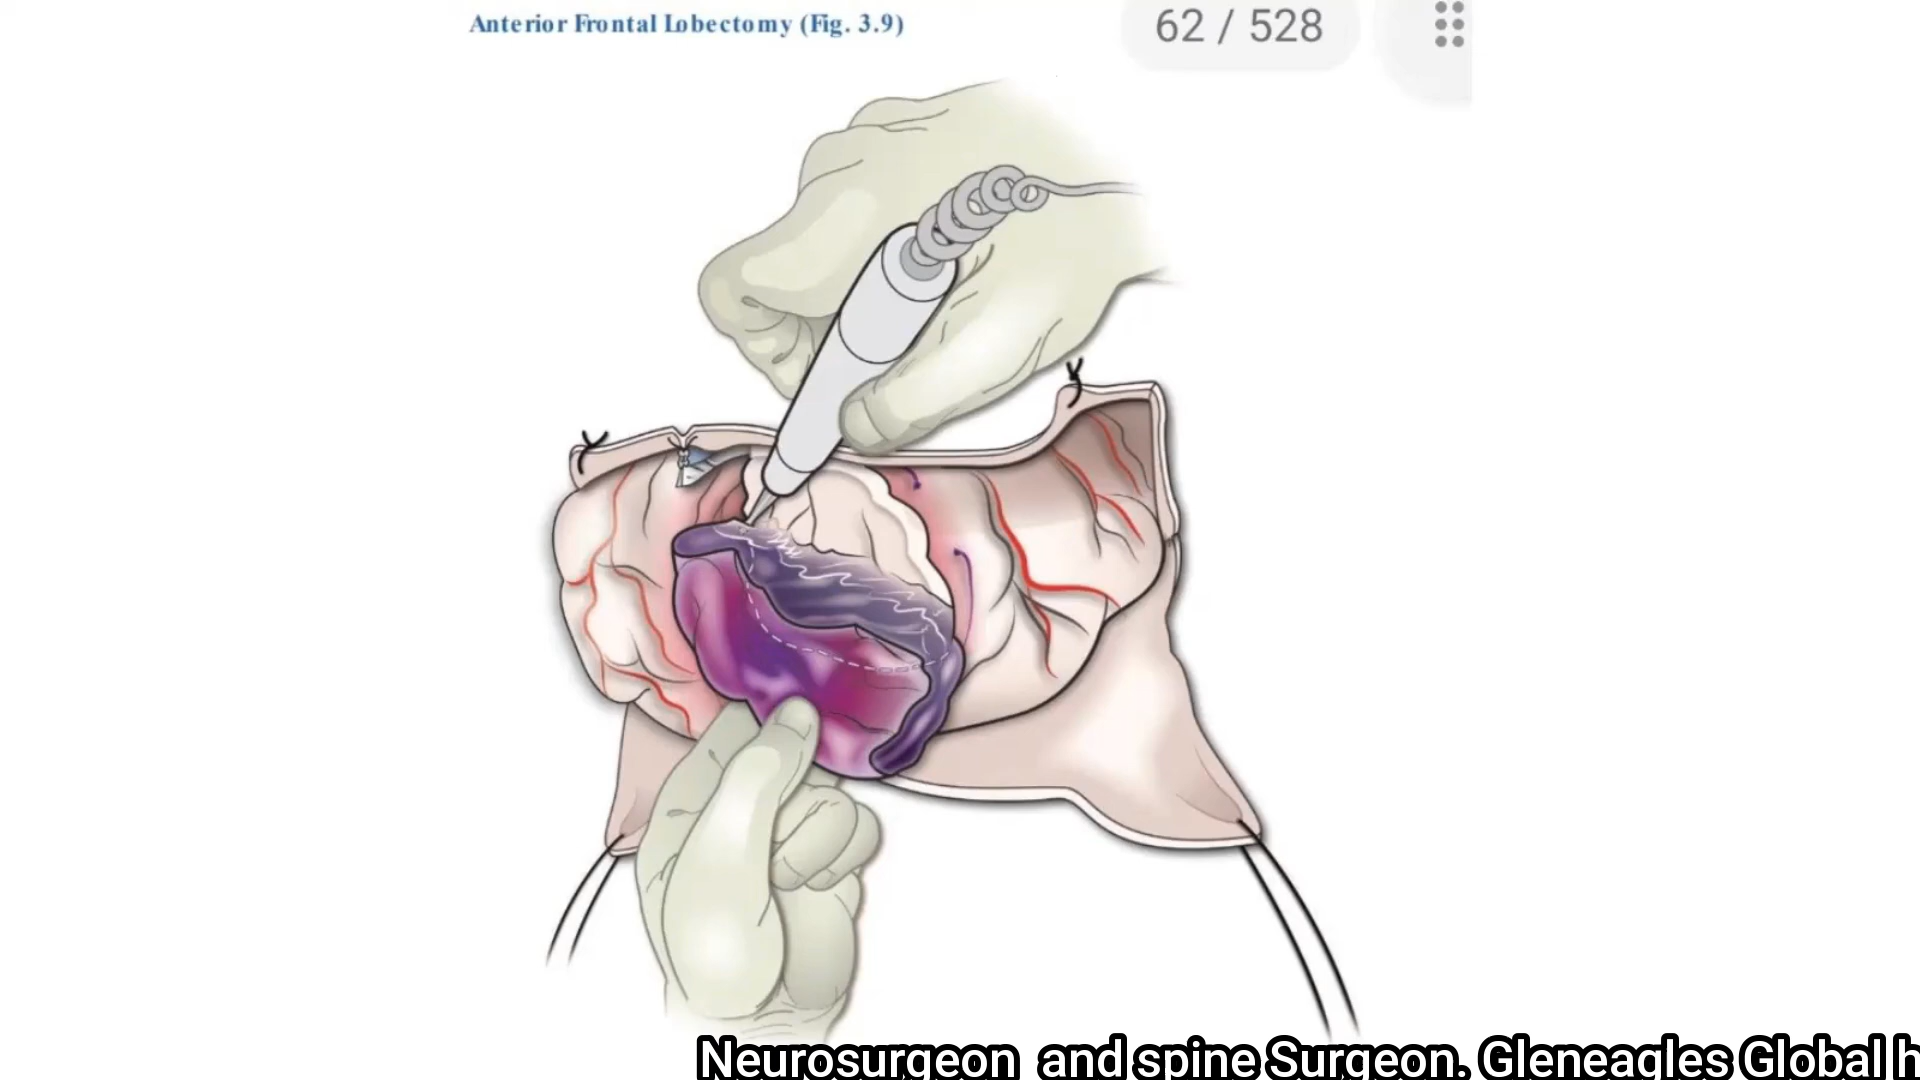 Anterior Frontal Lobectomy (Fig. 3.9)
62 / 528
Neurosurgeon and spine Surgeon. Gleneagles Global h